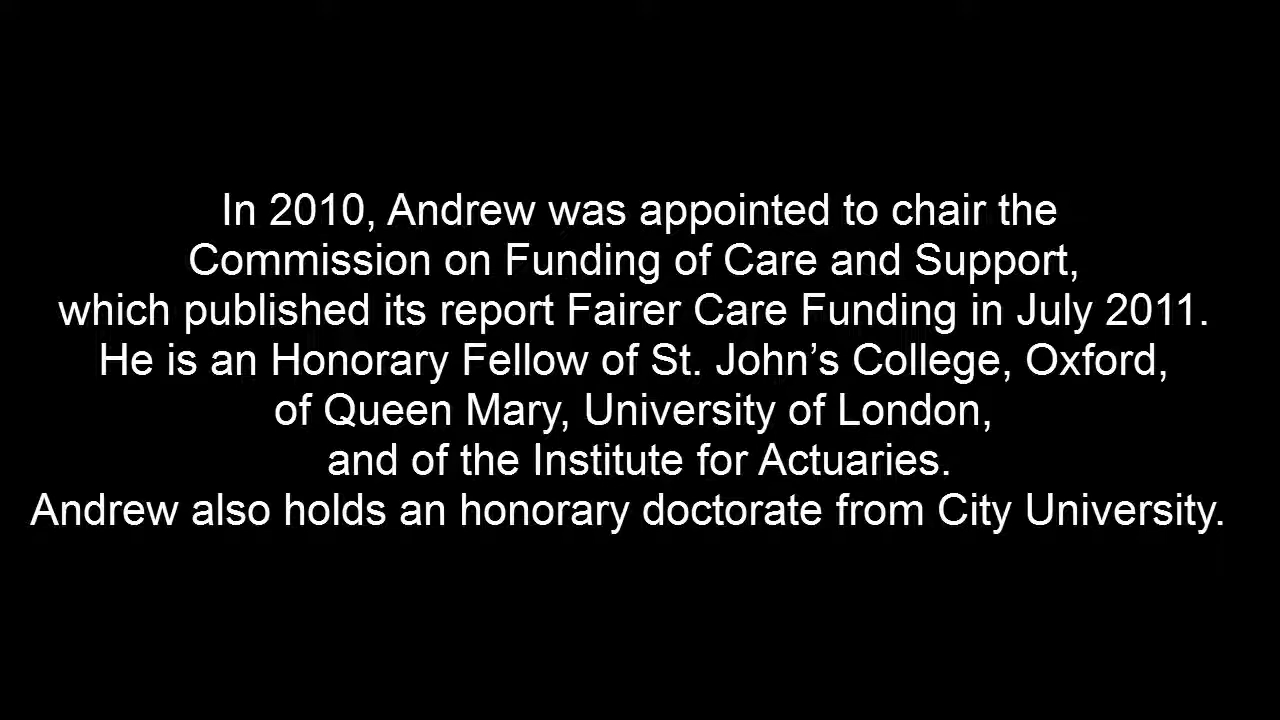 In 2010, Andrew was appointed to chair the
Commission on Funding of Care and Support,
which published its report Fairer Care Funding in July 2011.
He is an Honorary Fellow of St. John’s College, Oxford,
of Queen Mary, University of London,
and of the Institute for Actuaries.
Andrew also holds an honorary doctorate from City University.